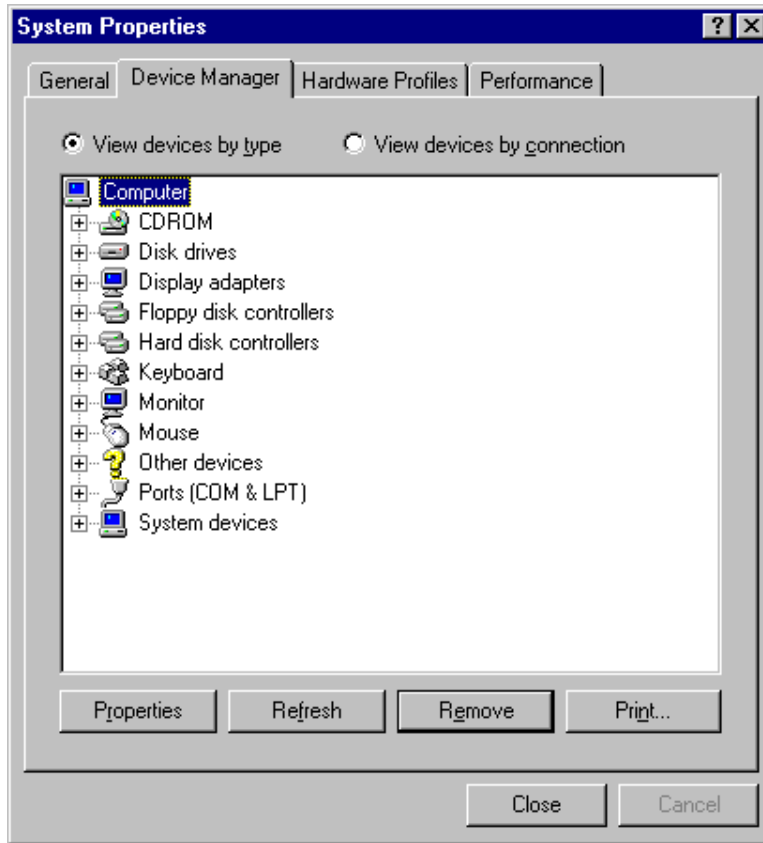 System Properties
General Device Manager Hardware Profiles Performance
View devices by type View devices by connection
Computer
CDROM
Disk drives
Display adapters
Floppy disk controllers
Hard disk controllers
Keyboard
Monitor
Mouse
Other devices
Ports (COM & LPT)
System devices
Properties Refresh Remove Print...
Close Cancel